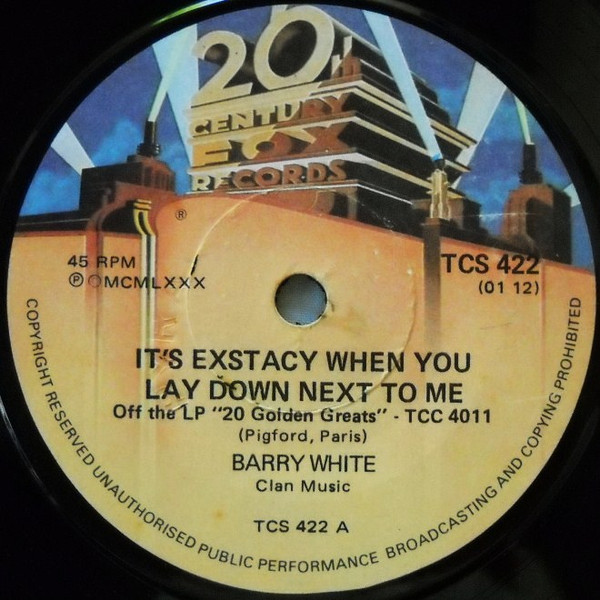 20th
CENTURY
FOX
RECORDS
®
45 RPM
TCS 422
ⓅⒸMCMLXXX
(01 12)
IT'S EXSTACY WHEN YOU
LAY DOWN NEXT TO ME
Off the LP "20 Golden Greats" - TCC 4011
(Pigford, Paris)
BARRY WHITE
Clan Music
TCS 422 A
COPYRIGHT RESERVED UNAUTHORISED PUBLIC PERFORMANCE BROADCASTING AND COPYING PROHIBITED